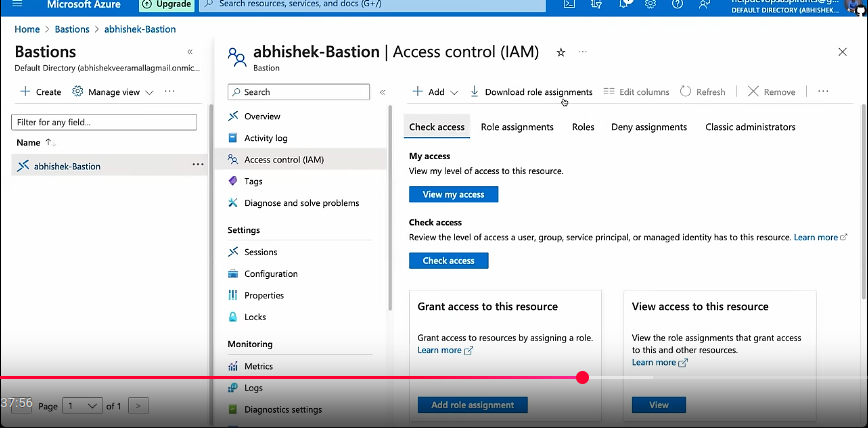 Microsoft Azure
Upgrade
Search resources, services, and docs (G+/)
DEFAULT DIRECTORY (ABHISHEK...
Home > Bastions > abhishek-Bastion
Bastions
Default Directory (abhishekveeramallagmail.onmic...
Create
Manage view
Filter for any field...
Name ↑
abhishek-Bastion
Page 1 of 1
37:56
abhishek-Bastion | Access control (IAM)
Bastion
Search
Overview
Activity log
Access control (IAM)
Tags
Diagnose and solve problems
Settings
Sessions
Configuration
Properties
Locks
Monitoring
Metrics
Logs
Diagnostics settings
Add
Download role assignments
Edit columns
Refresh
Remove
Check access
Role assignments
Roles
Deny assignments
Classic administrators
My access
View my level of access to this resource.
View my access
Check access
Review the level of access a user, group, service principal, or managed identity has to this resource. Learn more
Check access
Grant access to this resource
Grant access to resources by assigning a role.
Learn more
Add role assignment
View access to this resource
View the role assignments that grant access
to this and other resources.
Learn more
View